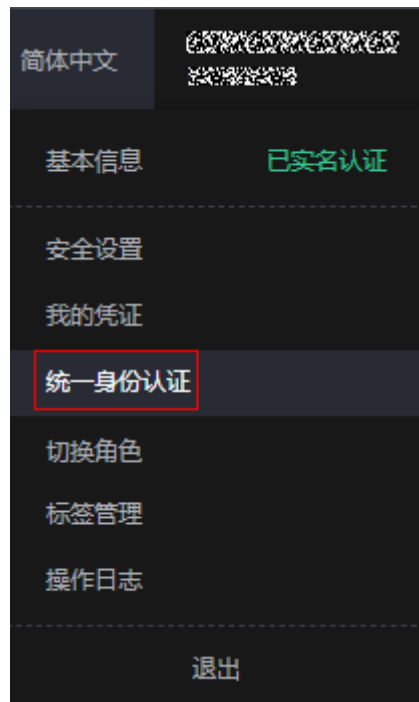 简体中文
基本信息 已实名认证
安全设置
我的凭证
统一身份认证
切换角色
标签管理
操作日志
退出